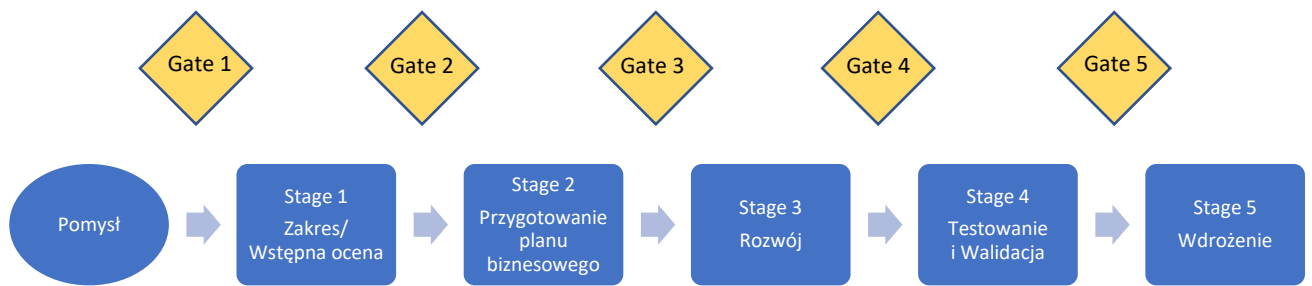 Gate 1
Gate 2
Gate 3
Gate 4
Gate 5
Pomysł
Stage 1
Zakres/
Wstępna ocena
Stage 2
Przygotowanie
planu
biznesowego
Stage 3
Rozwój
Stage 4
Testowanie
i Walidacja
Stage 5
Wdrożenie